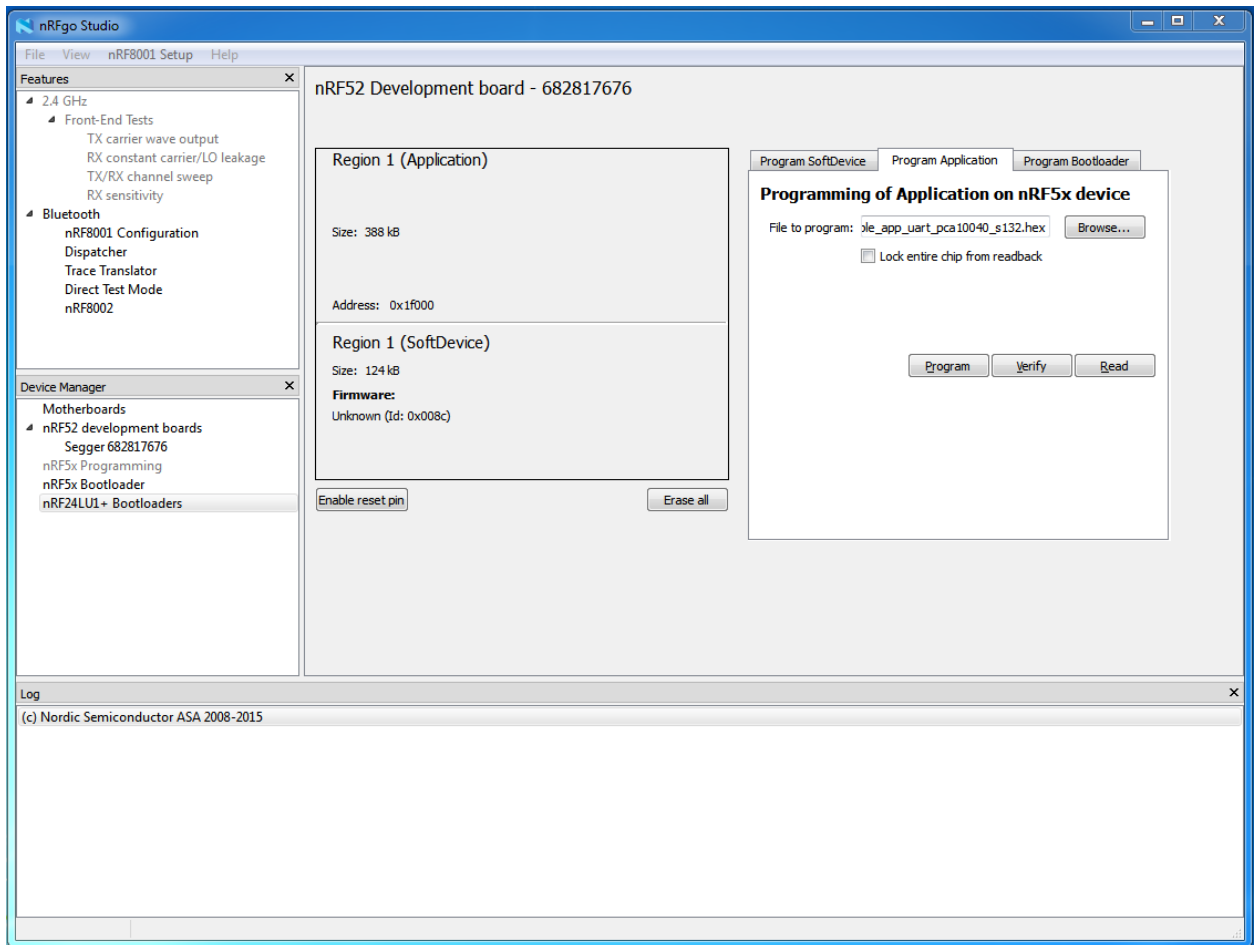 nRFgo Studio
File View nRF8001 Setup Help
Features
2.4 GHz
Front-End Tests
TX carrier wave output
RX constant carrier/LO leakage
TX/RX channel sweep
RX sensitivity
Bluetooth
nRF8001 Configuration
Dispatcher
Trace Translator
Direct Test Mode
nRF8002
Device Manager
Motherboards
nRF52 development boards
Segger 682817676
nRF5x Programming
nRF5x Bootloader
nRF24LU1+ Bootloaders
nRF52 Development board - 682817676
Region 1 (Application)
Size: 388 kB
Address: 0x1f000
Region 1 (SoftDevice)
Size: 124 kB
Firmware:
Unknown (Id: 0x008c)
Enable reset pin
Erase all
Program SoftDevice Program Application Program Bootloader
Programming of Application on nRF5x device
File to program: ble_app_uart_pca10040_s132.hex Browse...
Lock entire chip from readback
Program Verify Read
Log
(c) Nordic Semiconductor ASA 2008-2015